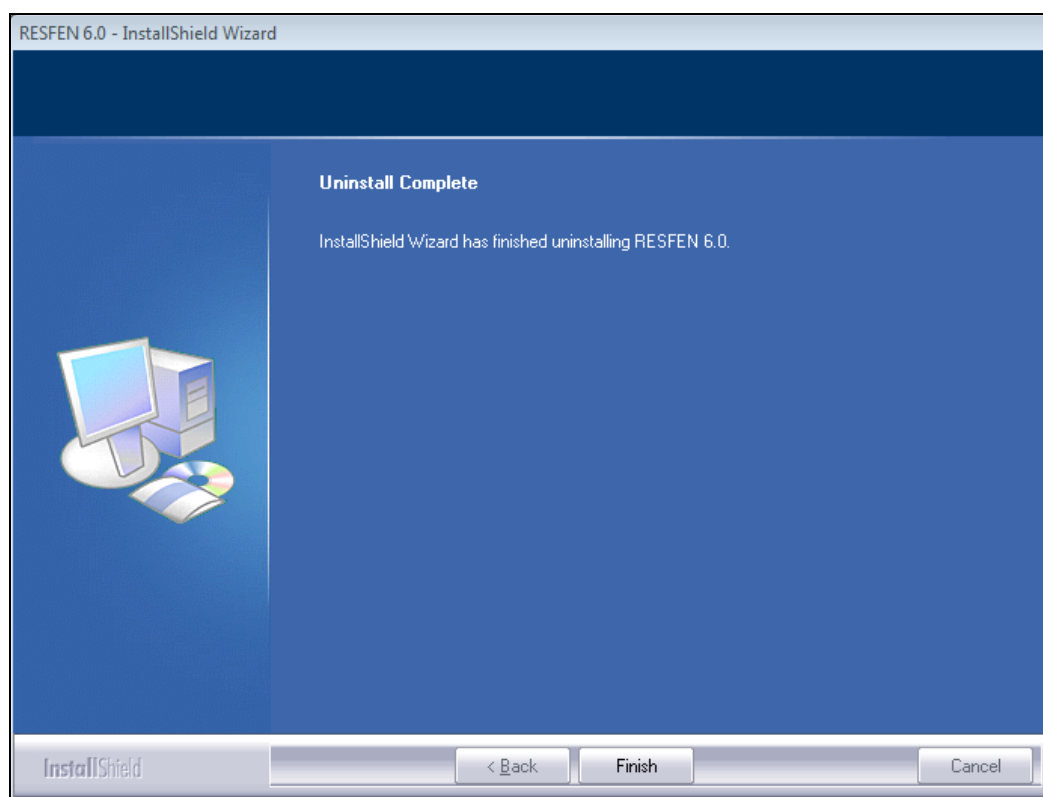 RESFEN 6.0 - InstallShield Wizard
Uninstall Complete
InstallShield Wizard has finished uninstalling RESFEN 6.0.
InstallShield
< Back
Finish
Cancel